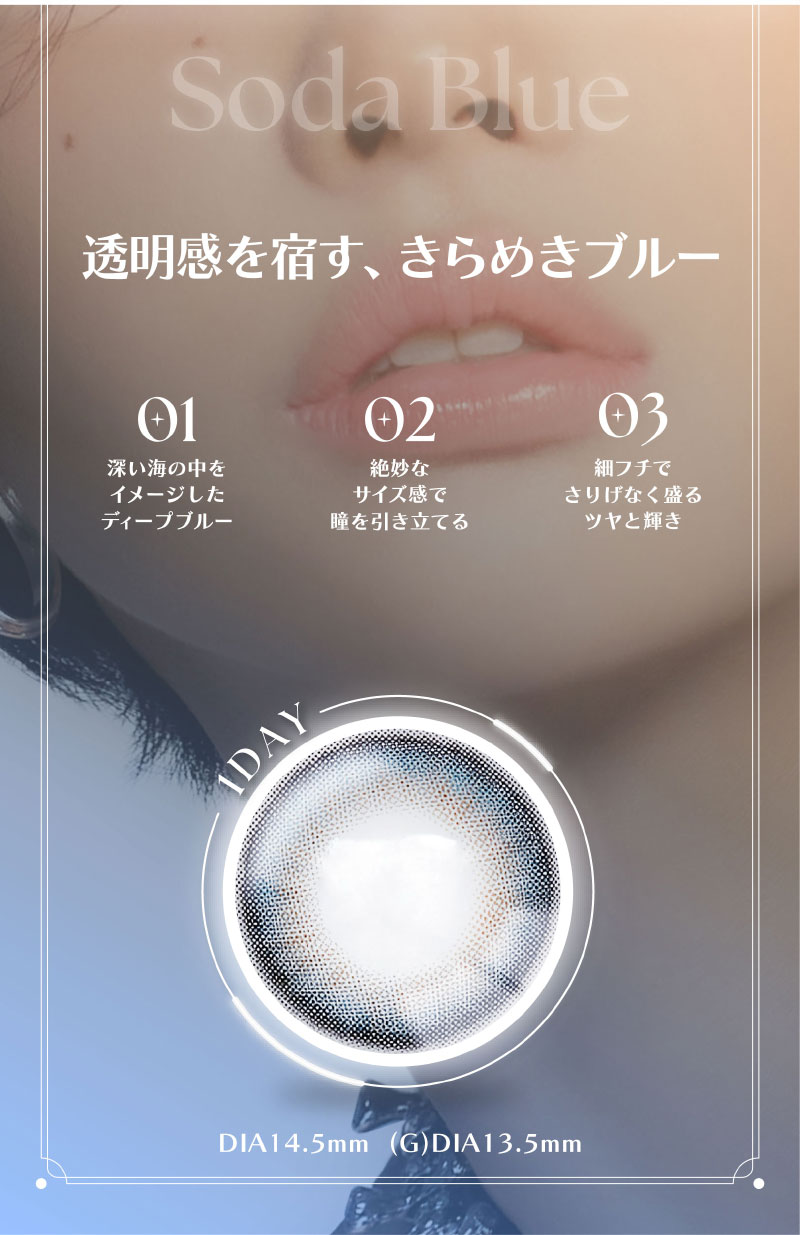 Soda Blue
透明感を宿す、きらめきブルー
01
深い海の中を
イメージした
ディープブルー
02
絶妙な
サイズ感で
瞳を引き立てる
03
細フチで
さりげなく盛る
ツヤと輝き
1DAY
DIA14.5mm (G)DIA13.5mm